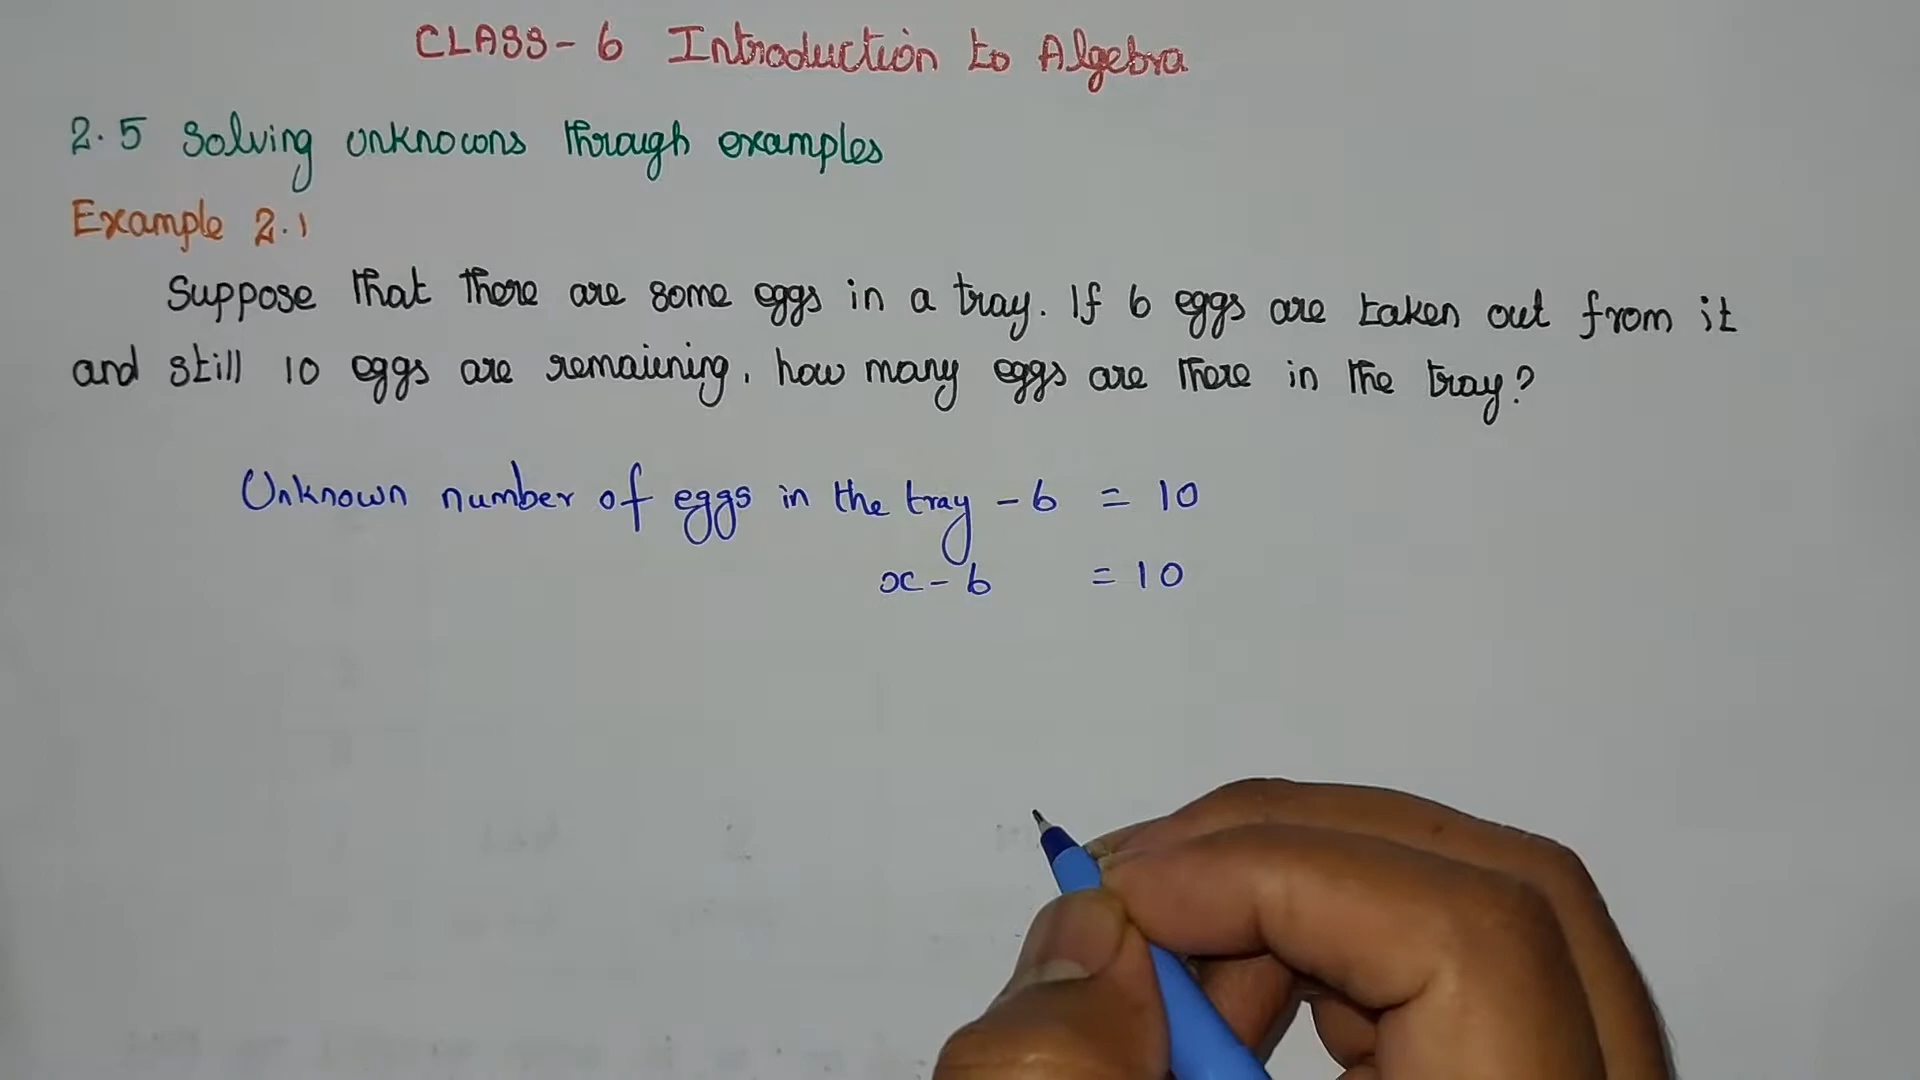 CLASS-6 Introduction to Algebra
2.5 Solving unknowns through examples
Example 2.1
Suppose that there are some eggs in a tray. If 6 eggs are taken out from it
and still 10 eggs are remaining, how many eggs are there in the tray?
Unknown number of eggs in the tray - 6 = 10
x - 6 = 10